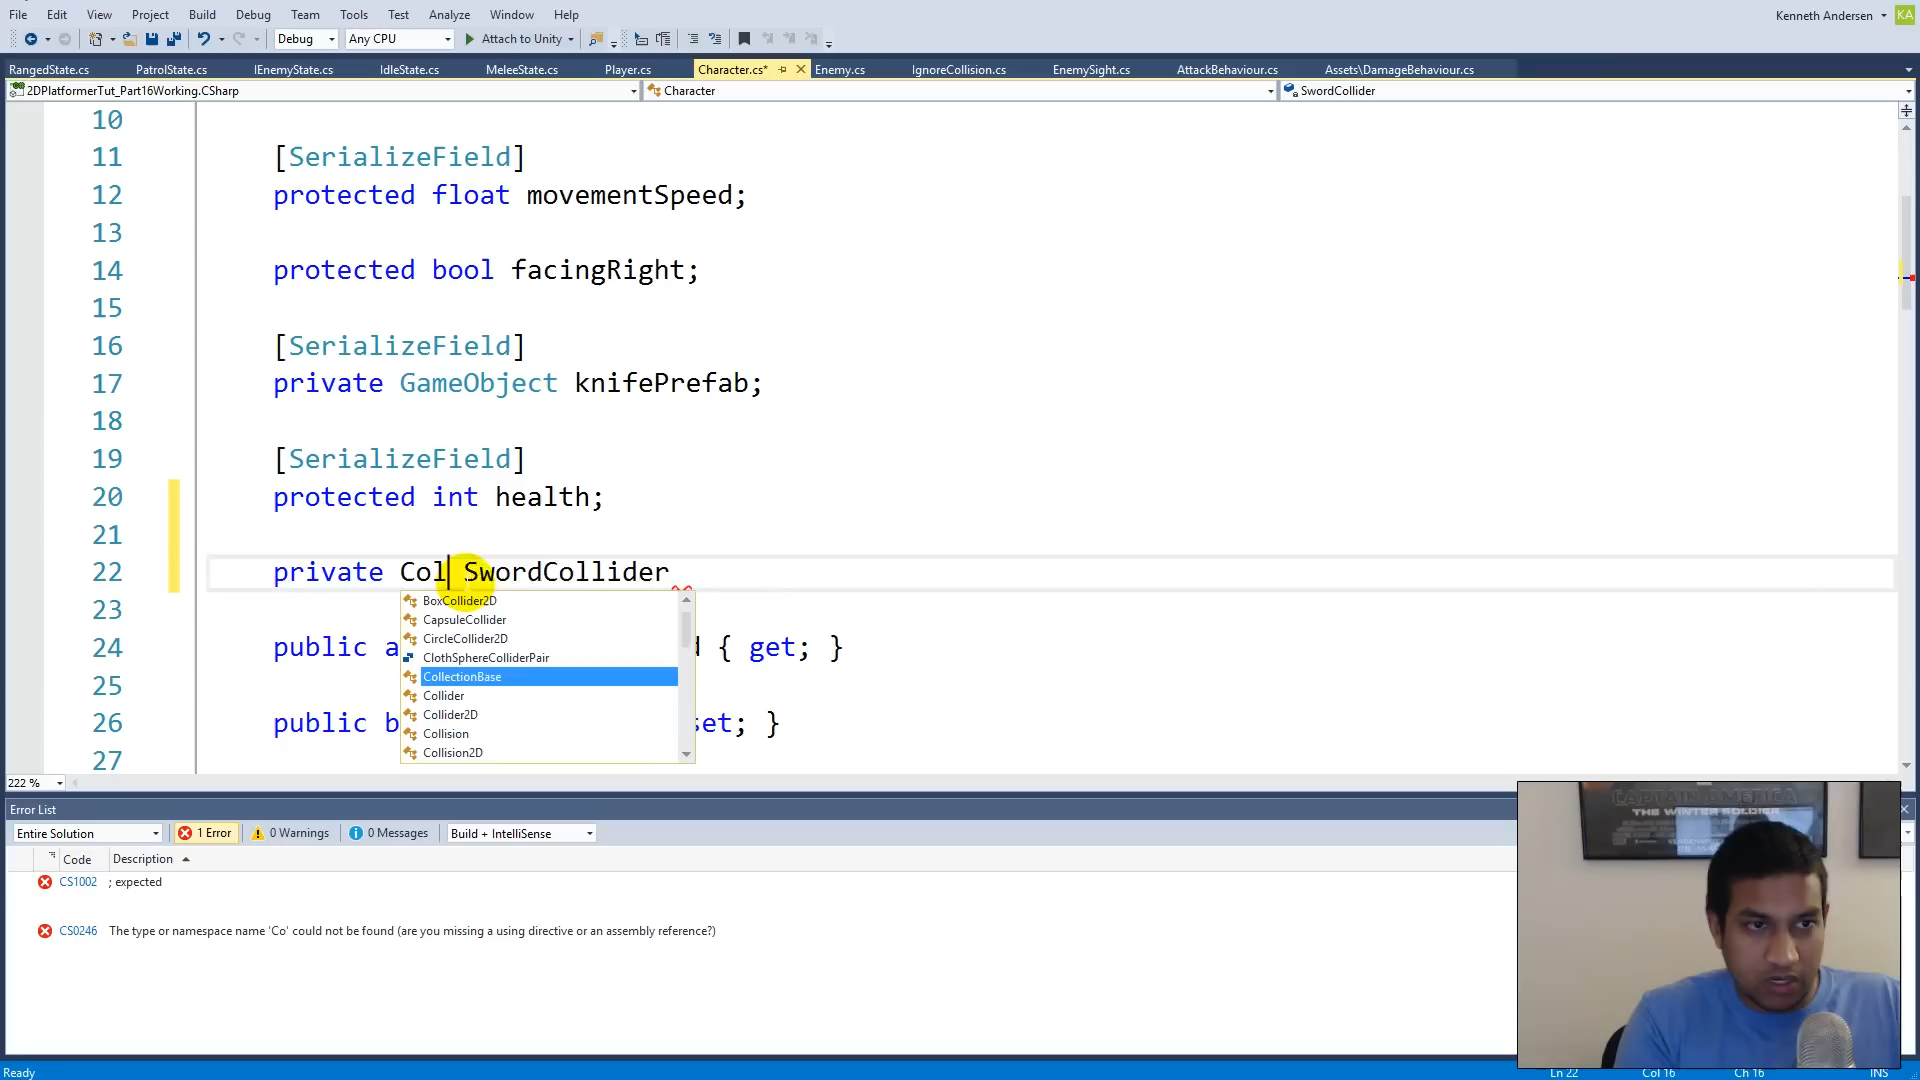 File Edit View Project Build Debug Team Tools Test Analyze Window Help Kenneth Andersen KA
Debug Any CPU Attach to Unity
RangedState.cs PatrolState.cs IEnemyState.cs IdleState.cs MeleeState.cs Player.cs Character.cs* Enemy.cs IgnoreCollision.cs EnemySight.cs AttackBehaviour.cs Assets\DamageBehaviour.cs
2DPlatformerTut_Part16Working.CSharp Character SwordCollider
10
11 [SerializeField]
12 protected float movementSpeed;
13
14 protected bool facingRight;
15
16 [SerializeField]
17 private GameObject knifePrefab;
18
19 [SerializeField]
20 protected int health;
21
22 private Col SwordCollider
BoxCollider2D
23
CapsuleCollider
CircleCollider2D
24 public a { get; }
ClothSphereColliderPair
CollectionBase
25
Collider
Collider2D
26 public b set; }
Collision
Collision2D
27
222 %
Error List
Entire Solution 1 Error 0 Warnings 0 Messages Build + IntelliSense
Code Description
CS1002 ; expected
CS0246 The type or namespace name 'Co' could not be found (are you missing a using directive or an assembly reference?)
CAPTAIN AMERICA
THE WINTER SOLDIER
Ready Ln 22 Col 16 Ch 16 INS